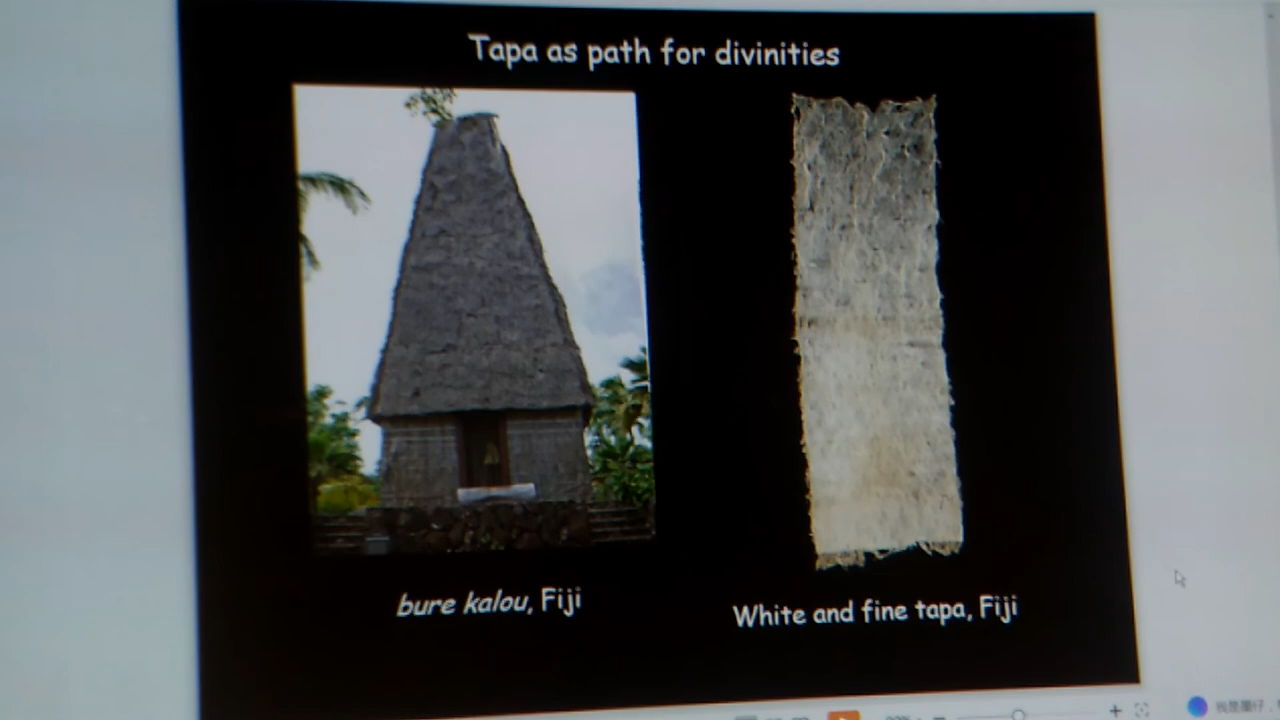 Tapa as path for divinities
bure kalou, Fiji
White and fine tapa, Fiji